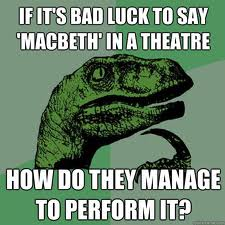 IF IT'S BAD LUCK TO SAY
'MACBETH' IN A THEATRE
HOW DO THEY MANAGE
TO PERFORM IT?